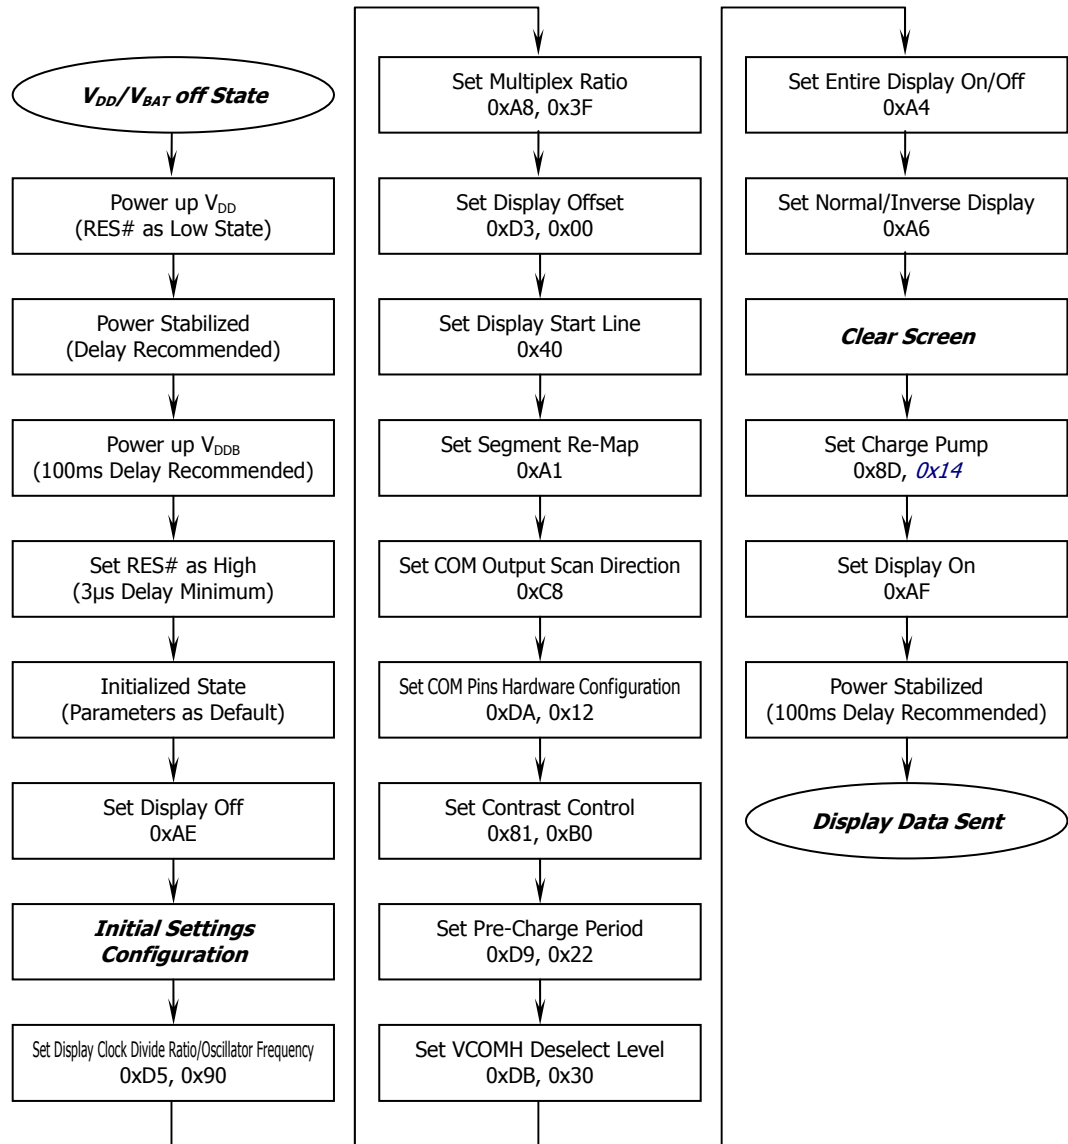 V_DD/V_BAT off State
Power up V_DD
(RES# as Low State)
Power Stabilized
(Delay Recommended)
Power up V_DDB
(100ms Delay Recommended)
Set RES# as High
(3μs Delay Minimum)
Initialized State
(Parameters as Default)
Set Display Off
0xAE
Initial Settings
Configuration
Set Display Clock Divide Ratio/Oscillator Frequency
0xD5, 0x90
Set Multiplex Ratio
0xA8, 0x3F
Set Display Offset
0xD3, 0x00
Set Display Start Line
0x40
Set Segment Re-Map
0xA1
Set COM Output Scan Direction
0xC8
Set COM Pins Hardware Configuration
0xDA, 0x12
Set Contrast Control
0x81, 0xB0
Set Pre-Charge Period
0xD9, 0x22
Set VCOMH Deselect Level
0xDB, 0x30
Set Entire Display On/Off
0xA4
Set Normal/Inverse Display
0xA6
Clear Screen
Set Charge Pump
0x8D, 0x14
Set Display On
0xAF
Power Stabilized
(100ms Delay Recommended)
Display Data Sent